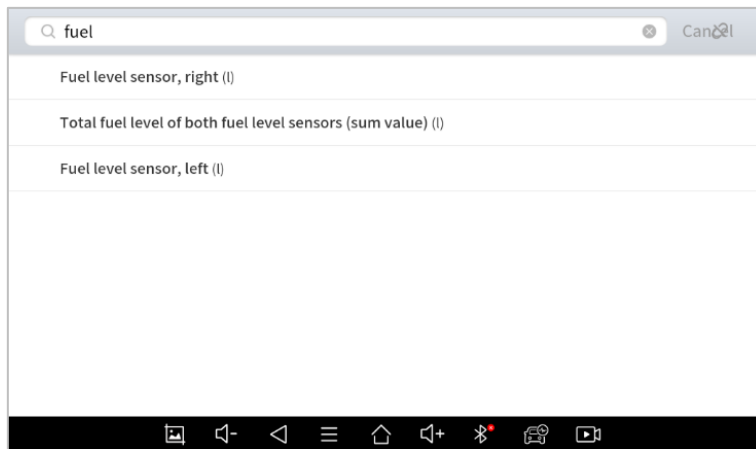 fuel
Cancel
Fuel level sensor, right (l)
Total fuel level of both fuel level sensors (sum value) (l)
Fuel level sensor, left (l)